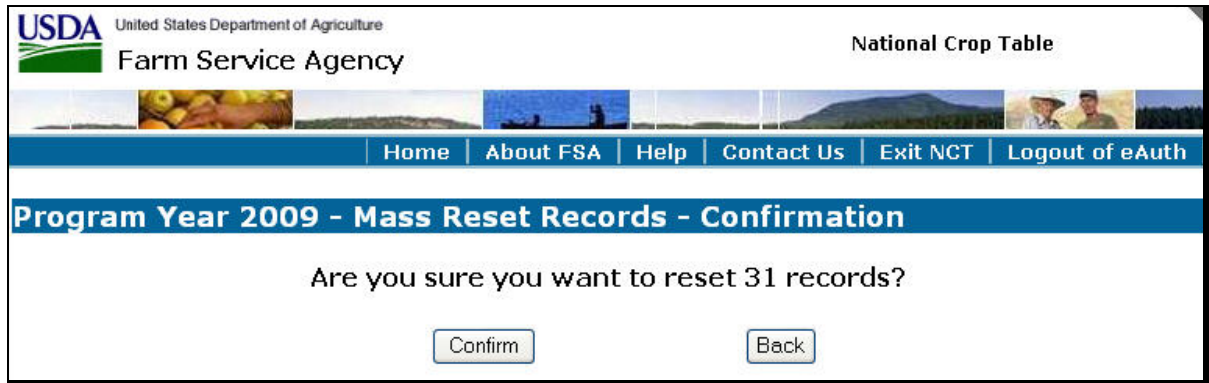 USDA United States Department of Agriculture
Farm Service Agency
National Crop Table
Home | About FSA | Help | Contact Us | Exit NCT | Logout of eAuth
Program Year 2009 - Mass Reset Records - Confirmation
Are you sure you want to reset 31 records?
Confirm Back